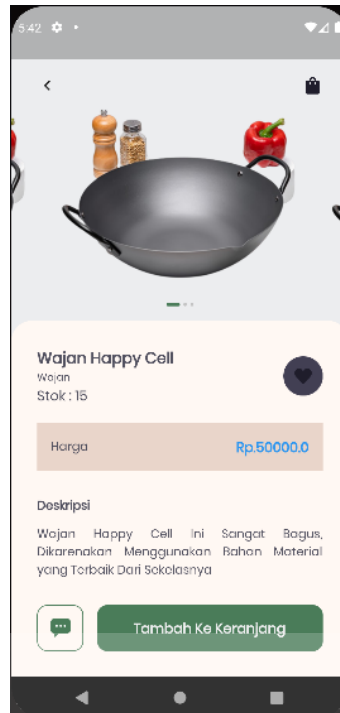 5:42
Wajan Happy Cell
Wajan
Stok : 15
Harga Rp.50000.0
Deskripsi
Wajan Happy Cell Ini Sangat Bagus,
Dikarenakan Menggunakan Bahan Material
yang Terbaik Dari Sekelasnya
Tambah Ke Keranjang